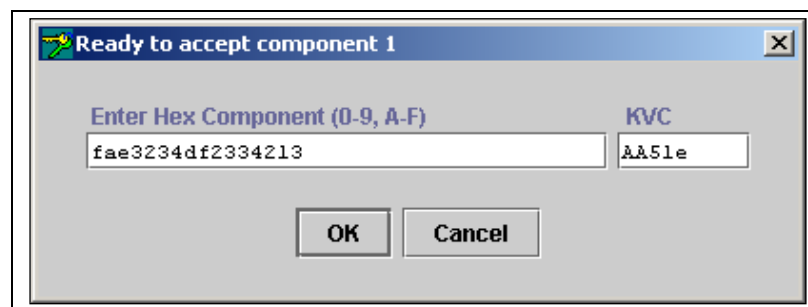 Ready to accept component 1
Enter Hex Component (0-9, A-F) KVC
fae3234df2334213 AA51e
OK Cancel